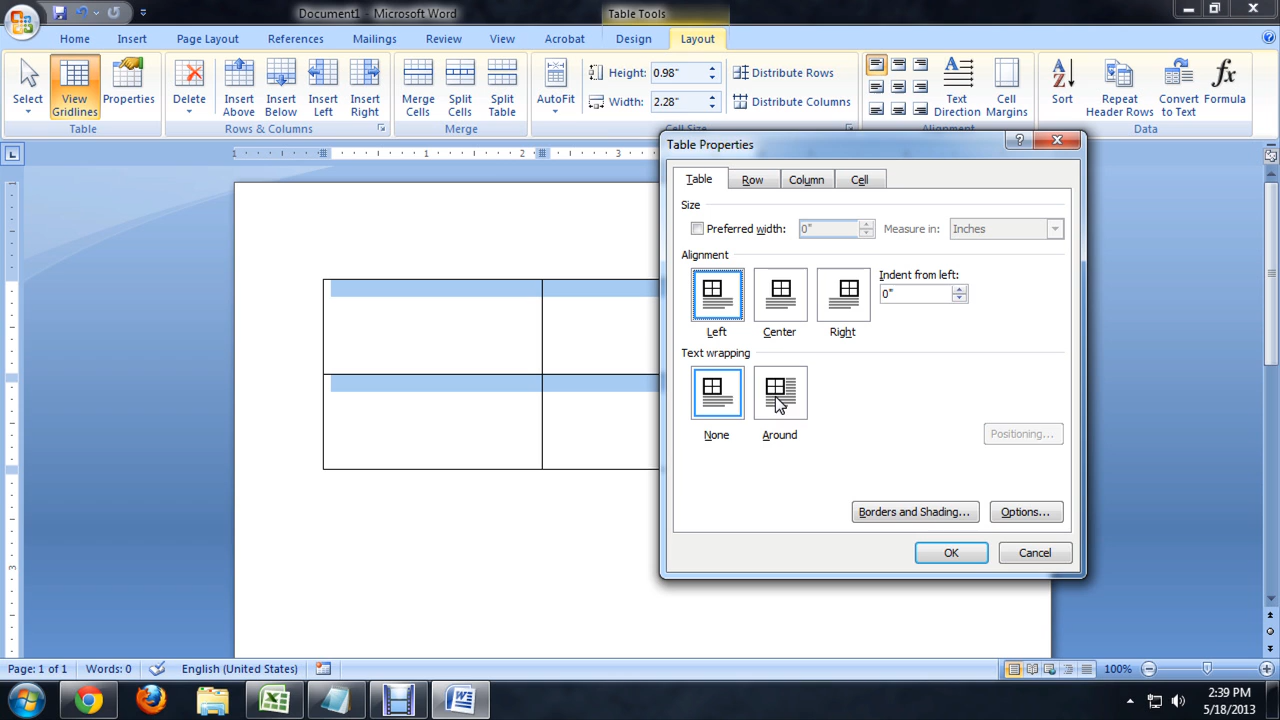 Document1 - Microsoft Word
Table Tools
Home Insert Page Layout References Mailings Review View Acrobat Design Layout
Select
View Gridlines
Properties
Table
Delete
Insert Above
Insert Below
Insert Left
Insert Right
Rows & Columns
Merge Cells
Split Cells
Split Table
Merge
AutoFit
Height: 0.98"
Width: 2.28"
Distribute Rows
Distribute Columns
Cell Size
Text Direction
Cell Margins
Alignment
Sort
Repeat Header Rows
Convert to Text
Formula
Data
1 1 2 3
Table Properties
Table Row Column Cell
Size
Preferred width: 0" Measure in: Inches
Alignment
Indent from left:
0"
Left Center Right
Text wrapping
None Around
Positioning...
Borders and Shading... Options...
OK Cancel
Page: 1 of 1 Words: 0 English (United States) 100%
2:39 PM
5/18/2013